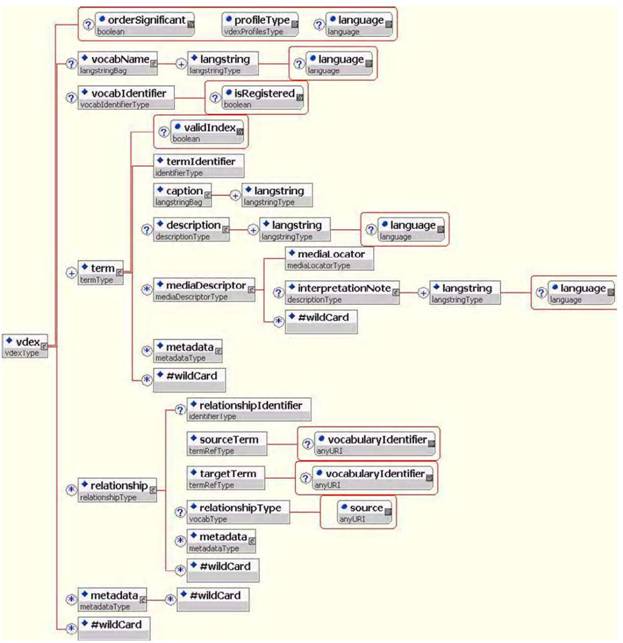 orderSignificant profileType language
boolean vdexProfilesType language
vocabName langstring language
langstringBag langstringType language
vocabIdentifier isRegistered
vocabIdentifierType boolean
validIndex
boolean
termIdentifier
identifierType
caption langstring
langstringBag langstringType
description langstring language
descriptionType langstringType language
term
termType
mediaLocator
mediaLocatorType
mediaDescriptor interpretationNote langstring language
mediaDescriptorType descriptionType langstringType language
#wildCard
vdex
vdexType
metadata
metadataType
#wildCard
relationshipIdentifier
identifierType
sourceTerm vocabularyIdentifier
termRefType anyURI
relationship targetTerm vocabularyIdentifier
relationshipType termRefType anyURI
relationshipType source
vocabType anyURI
metadata
metadataType
#wildCard
metadata #wildCard
metadataType
#wildCard